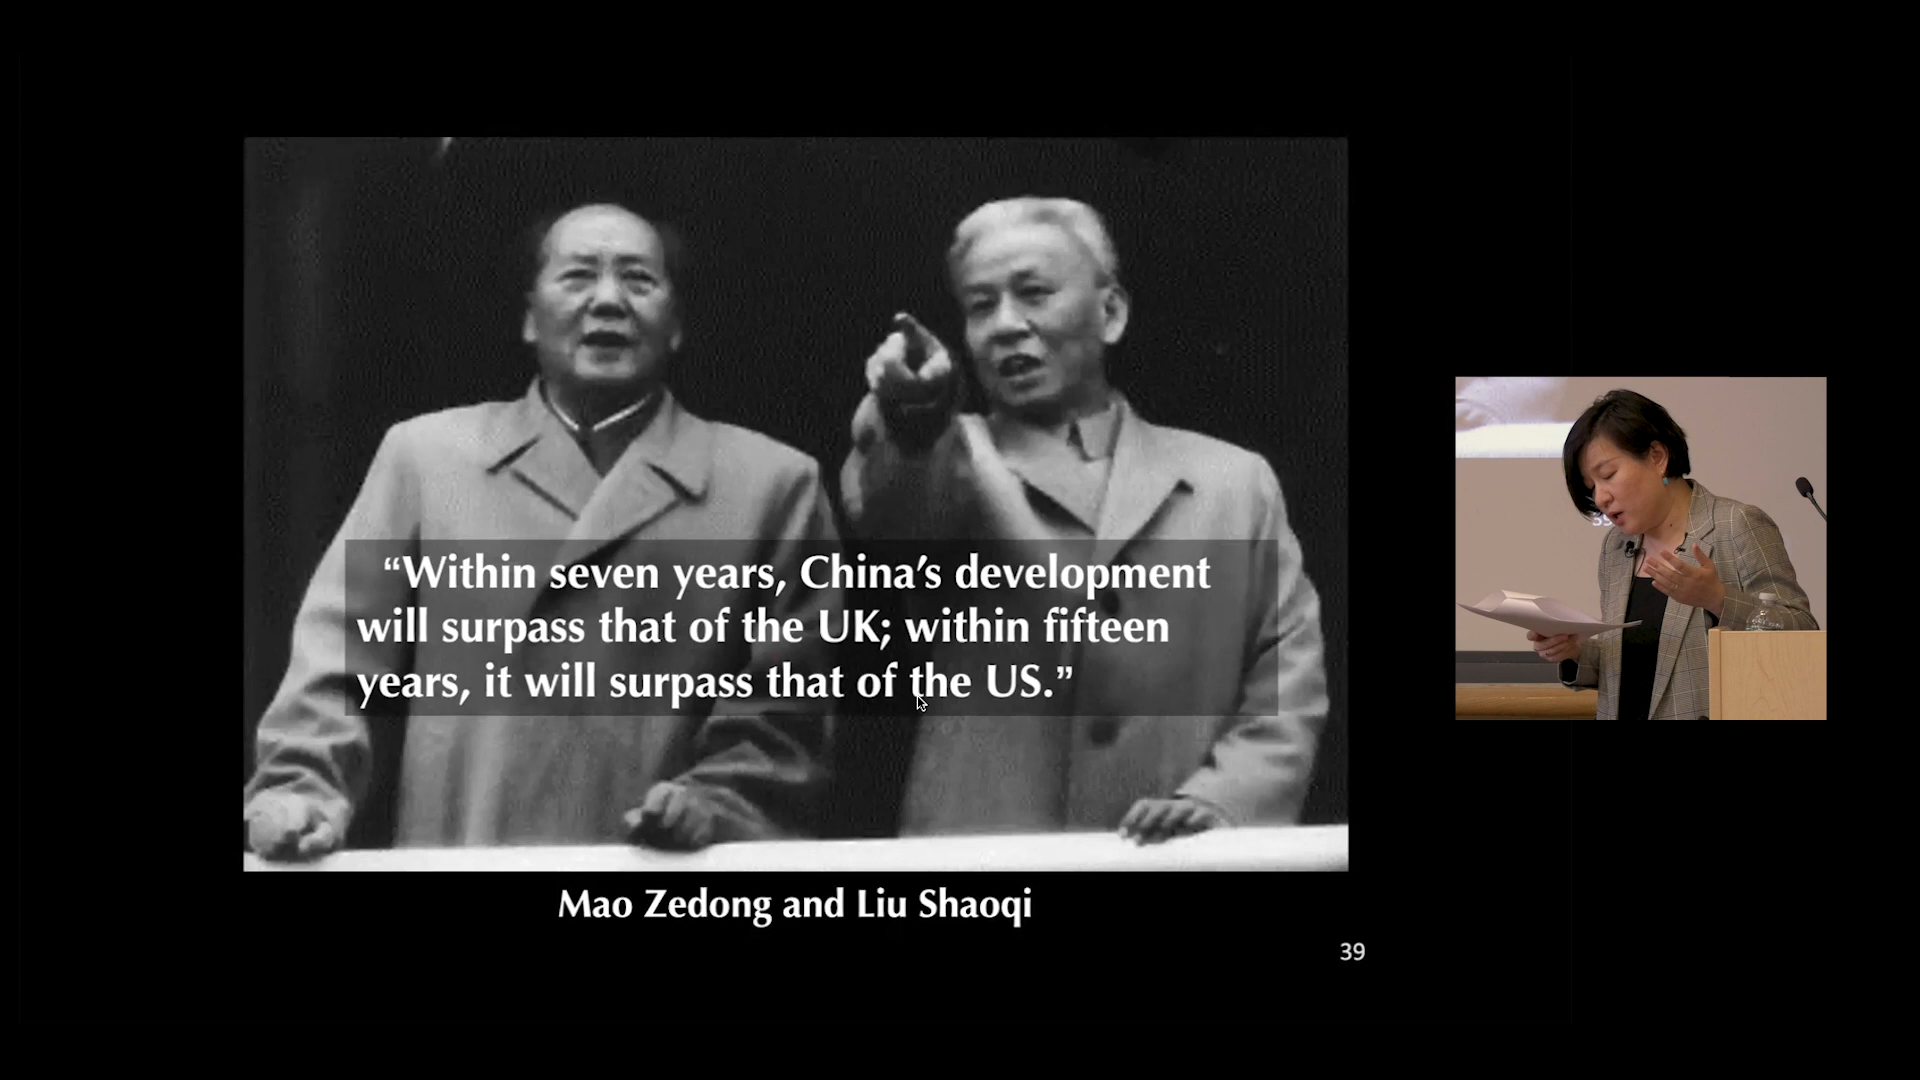 “Within seven years, China’s development
will surpass that of the UK; within fifteen
years, it will surpass that of the US.”
Mao Zedong and Liu Shaoqi
39